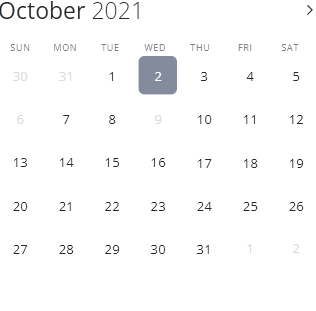 October 2021
SUN MON TUE WED THU FRI SAT
30 31 1 2 3 4 5
6 7 8 9 10 11 12
13 14 15 16 17 18 19
20 21 22 23 24 25 26
27 28 29 30 31 1 2